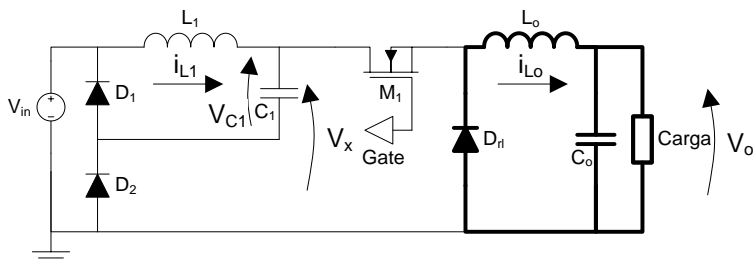 L1
Lo
iL1
iLo
Vin
+
−
D1
VC1
C1
Vx
M1
Gate
Drl
Co
Carga
Vo
D2